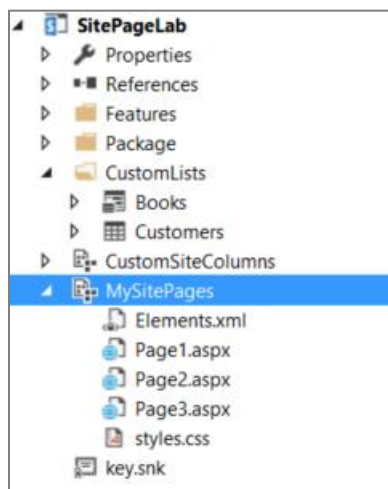 SitePageLab
Properties
References
Features
Package
CustomLists
Books
Customers
CustomSiteColumns
MySitePages
Elements.xml
Page1.aspx
Page2.aspx
Page3.aspx
styles.css
key.snk